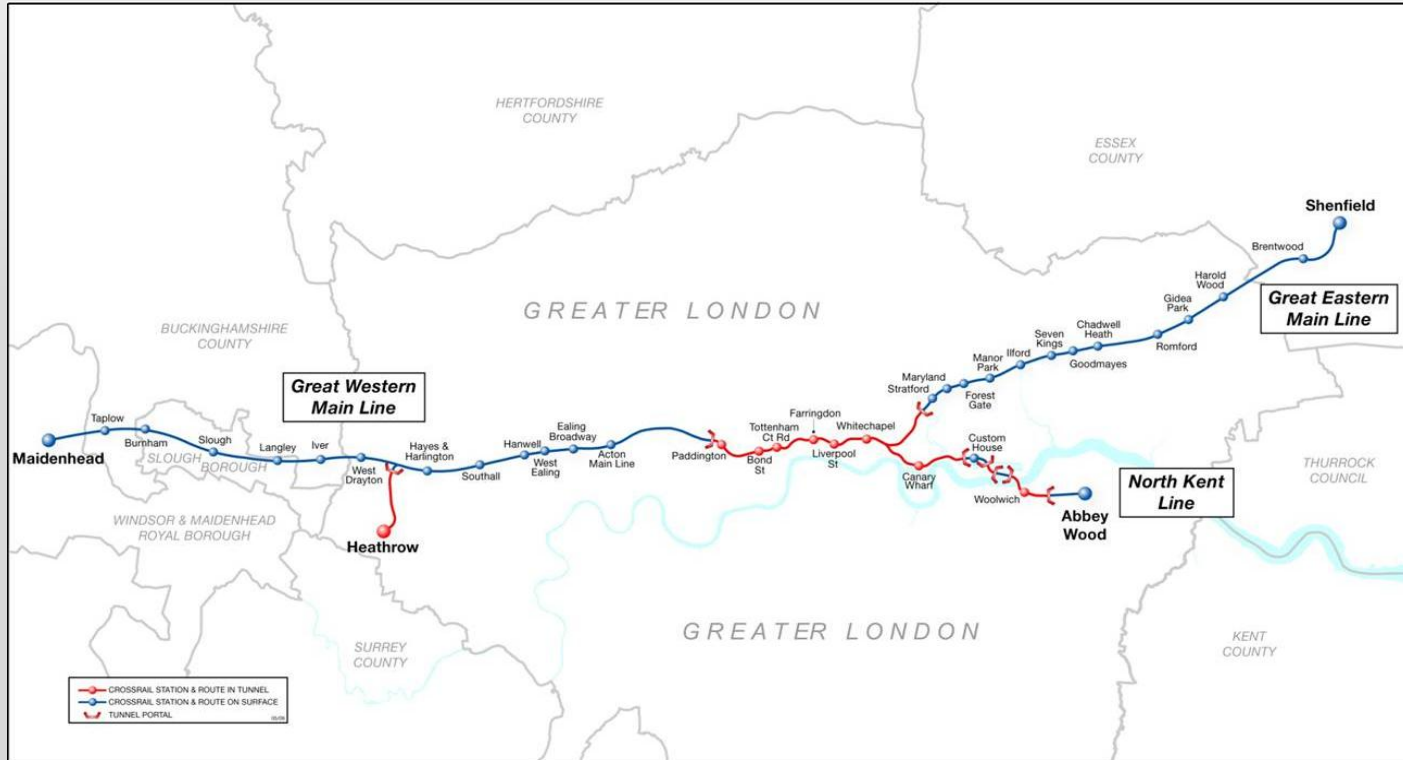 HERTFORDSHIRE
COUNTY
ESSEX
COUNTY
Shenfield
Brentwood
Harold
Wood
Great Eastern
Main Line
Gidea
Park
GREATER LONDON
BUCKINGHAMSHIRE
COUNTY
Chadwell
Heath
Seven
Kings
Ilford
Romford
Manor
Park
Goodmayes
Great Western
Main Line
Maryland
Stratford
Forest
Gate
Farringdon
Taplow
Burnham
Slough
SLOUGH
BOROUGH
Langley
Iver
West
Drayton
Hayes &
Harlington
Southall
Hanwell
West
Ealing
Ealing
Broadway
Acton
Main Line
Paddington
Bond
St
Tottenham
Ct Rd
Liverpool
St
Whitechapel
Canary
Wharf
Custom
House
Woolwich
Maidenhead
THURROCK
COUNCIL
North Kent
Line
Abbey
Wood
WINDSOR & MAIDENHEAD
ROYAL BOROUGH
Heathrow
GREATER LONDON
SURREY
COUNTY
KENT
COUNTY
CROSSRAIL STATION & ROUTE IN TUNNEL
CROSSRAIL STATION & ROUTE ON SURFACE
TUNNEL PORTAL